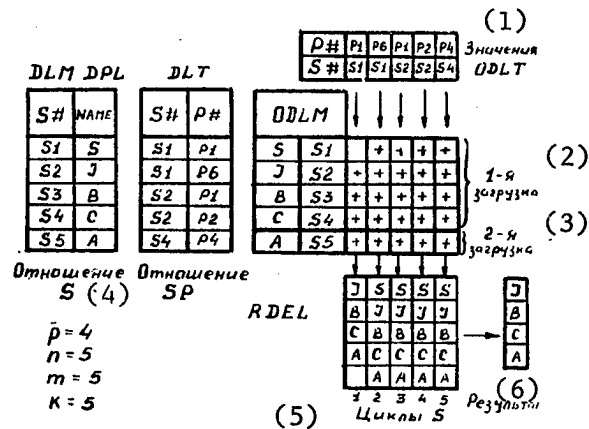 (1)
P# P1 P6 P1 P2 P4
S# S1 S1 S2 S2 S4
Значения
ODLT
DLM DPL
DLT
S# NAME
S1 S
S2 J
S3 B
S4 C
S5 A
S# P#
S1 P1
S1 P6
S2 P1
S2 P2
S4 P4
ODLM
S S1 + + + +
J S2 + + + + +
B S3 + + + + +
C S4 + + + + +
A S5 + + + + +
1-я
загрузка
(2)
2-я
загрузка
(3)
Отношение
S (4)
Отношение
SP
p = 4
n = 5
m = 5
K = 5
RDEL
J S S S S
B J J J J
C B B B B
A C C C C
A A A A
1 2 3 4 5
Циклы S
(5)
J
B
C
A
(6)
Результы